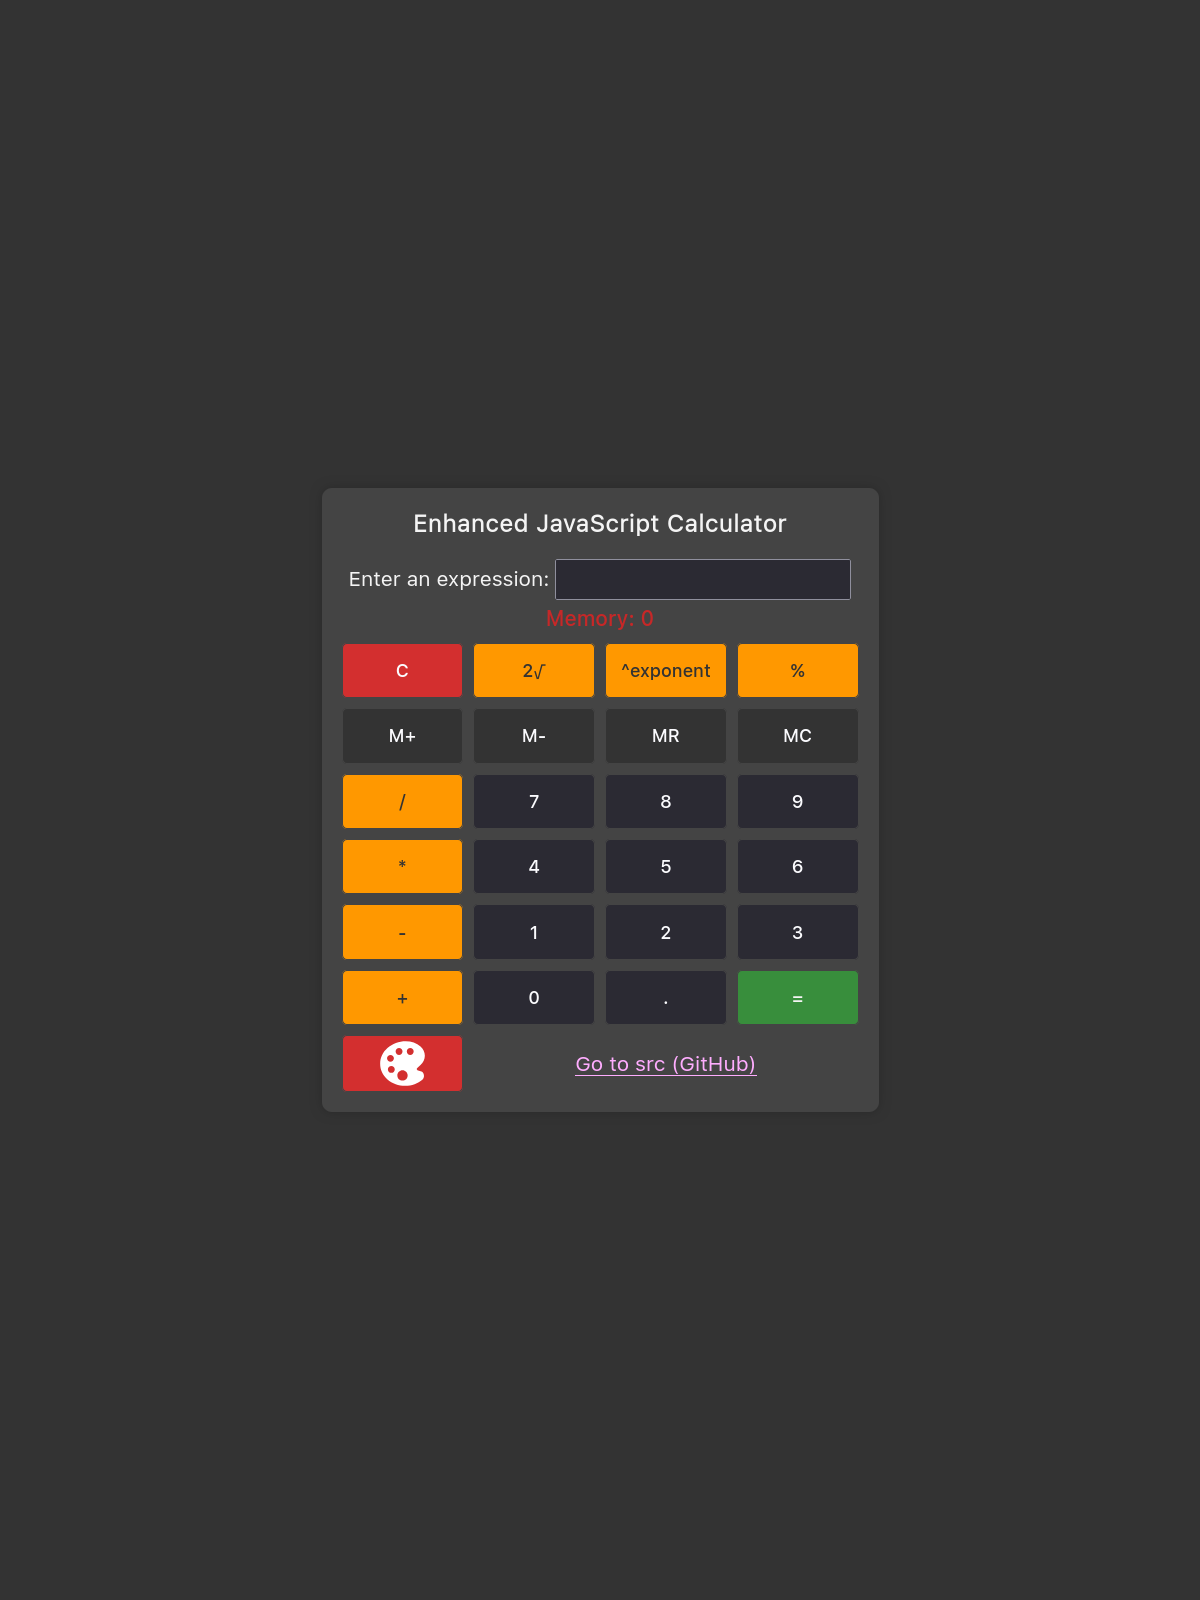 Enhanced JavaScript Calculator
Enter an expression:
Memory: 0
C 2√ ^exponent %
M+ M- MR MC
/ 7 8 9
* 4 5 6
- 1 2 3
+ 0 . =
Go to src (GitHub)